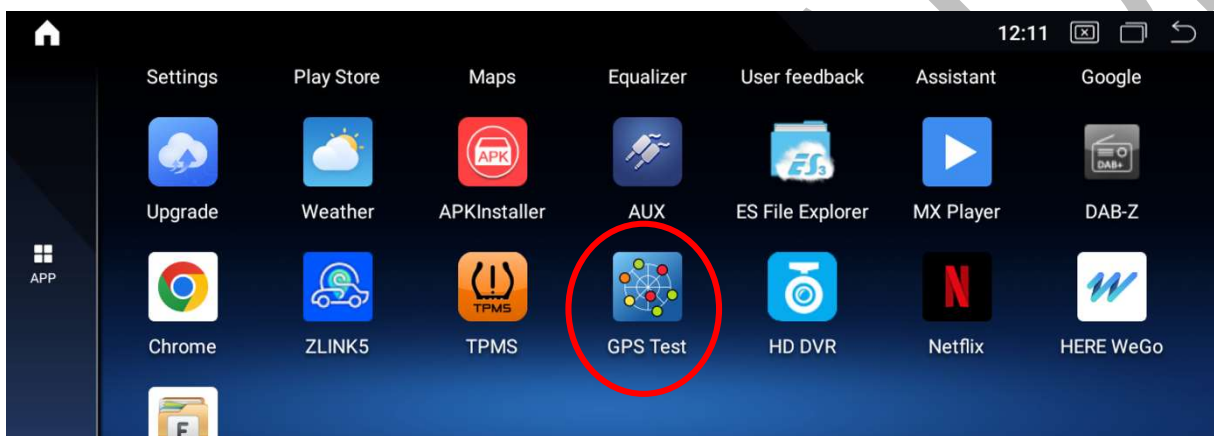 12:11
Settings Play Store Maps Equalizer User feedback Assistant Google
APK ES3 DAB+
Upgrade Weather APKInstaller AUX ES File Explorer MX Player DAB-Z
APP
TPMS N W
Chrome ZLINK5 TPMS GPS Test HD DVR Netflix HERE WeGo
F